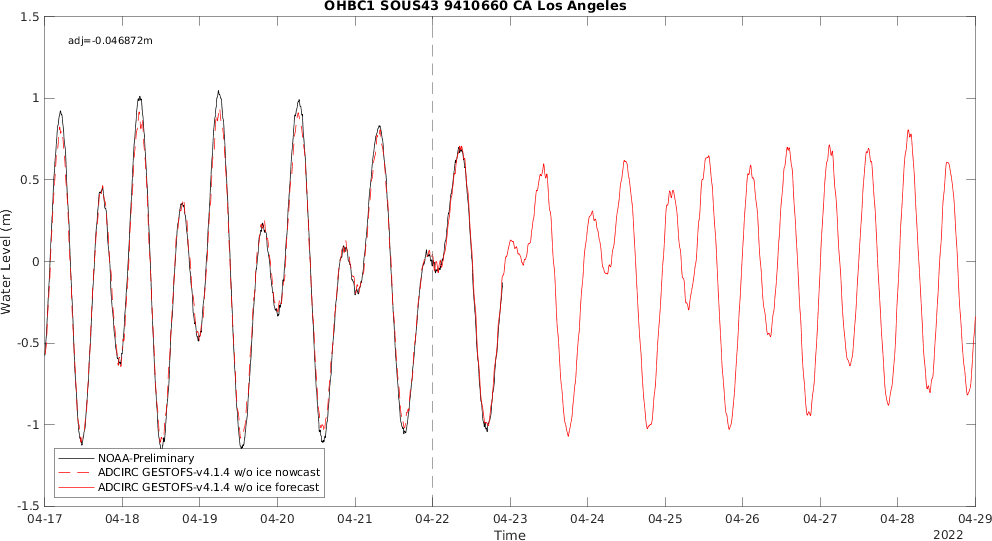 OHBC1 SOUS43 9410660 CA Los Angeles
1.5
adj=-0.046872m
1
0.5
0
-0.5
-1
-1.5
Water Level (m)
NOAA-Preliminary
ADCIRC GESTOFS-v4.1.4 w/o ice nowcast
ADCIRC GESTOFS-v4.1.4 w/o ice forecast
04-17 04-18 04-19 04-20 04-21 04-22 04-23 04-24 04-25 04-26 04-27 04-28 04-29
Time
2022